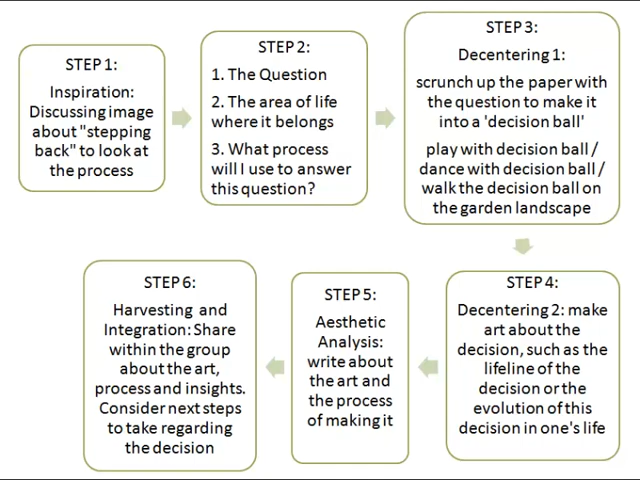 STEP 1:
Inspiration:
Discussing image
about "stepping
back" to look at
the process
STEP 2:
1. The Question
2. The area of life
where it belongs
3. What process
will I use to answer
this question?
STEP 3:
Decentering 1:
scrunch up the paper with
the question to make it
into a 'decision ball'
play with decision ball /
dance with decision ball /
walk the decision ball on
the garden landscape
STEP 4:
Decentering 2: make
art about the
decision, such as the
lifeline of the
decision or the
evolution of this
decision in one's life
STEP 5:
Aesthetic
Analysis:
write about
the art and
the process
of making it
STEP 6:
Harvesting and
Integration: Share
within the group
about the art,
process and insights.
Consider next steps
to take regarding
the decision